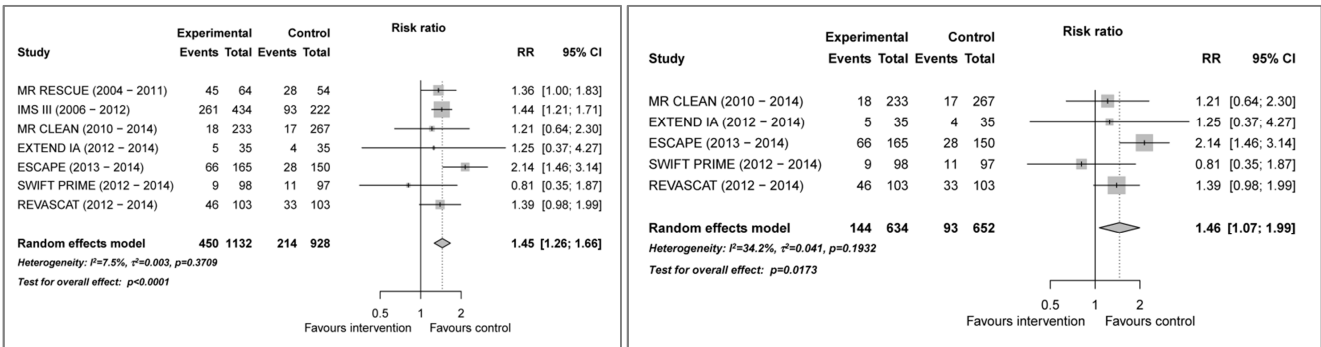 Risk ratio
Experimental Control
Study Events Total Events Total RR 95% CI
MR RESCUE (2004 − 2011) 45 64 28 54 1.36 [1.00; 1.83]
IMS III (2006 − 2012) 261 434 93 222 1.44 [1.21; 1.71]
MR CLEAN (2010 − 2014) 18 233 17 267 1.21 [0.64; 2.30]
EXTEND IA (2012 − 2014) 5 35 4 35 1.25 [0.37; 4.27]
ESCAPE (2013 − 2014) 66 165 28 150 2.14 [1.46; 3.14]
SWIFT PRIME (2012 − 2014) 9 98 11 97 0.81 [0.35; 1.87]
REVASCAT (2012 − 2014) 46 103 33 103 1.39 [0.98; 1.99]
Random effects model 450 1132 214 928 1.45 [1.26; 1.66]
Heterogeneity: I²=7.5%, τ²=0.003, p=0.3709
Test for overall effect: p<0.0001
0.5 1 2
Favours intervention Favours control
Risk ratio
Experimental Control
Study Events Total Events Total RR 95% CI
MR CLEAN (2010 − 2014) 18 233 17 267 1.21 [0.64; 2.30]
EXTEND IA (2012 − 2014) 5 35 4 35 1.25 [0.37; 4.27]
ESCAPE (2013 − 2014) 66 165 28 150 2.14 [1.46; 3.14]
SWIFT PRIME (2012 − 2014) 9 98 11 97 0.81 [0.35; 1.87]
REVASCAT (2012 − 2014) 46 103 33 103 1.39 [0.98; 1.99]
Random effects model 144 634 93 652 1.46 [1.07; 1.99]
Heterogeneity: I²=34.2%, τ²=0.041, p=0.1932
Test for overall effect: p=0.0173
0.5 1 2
Favours intervention Favours control